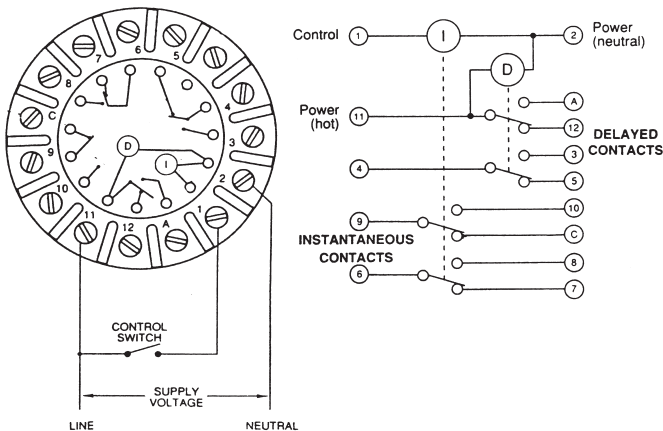 6
5
7
8
4
C
3
9
2
10
1
11
12
A
D
I
CONTROL
SWITCH
SUPPLY
VOLTAGE
LINE
NEUTRAL
Control
1
I
2
Power
(neutral)
D
A
Power
(hot)
11
12
DELAYED
CONTACTS
3
4
5
10
9
C
INSTANTANEOUS
CONTACTS
8
6
7